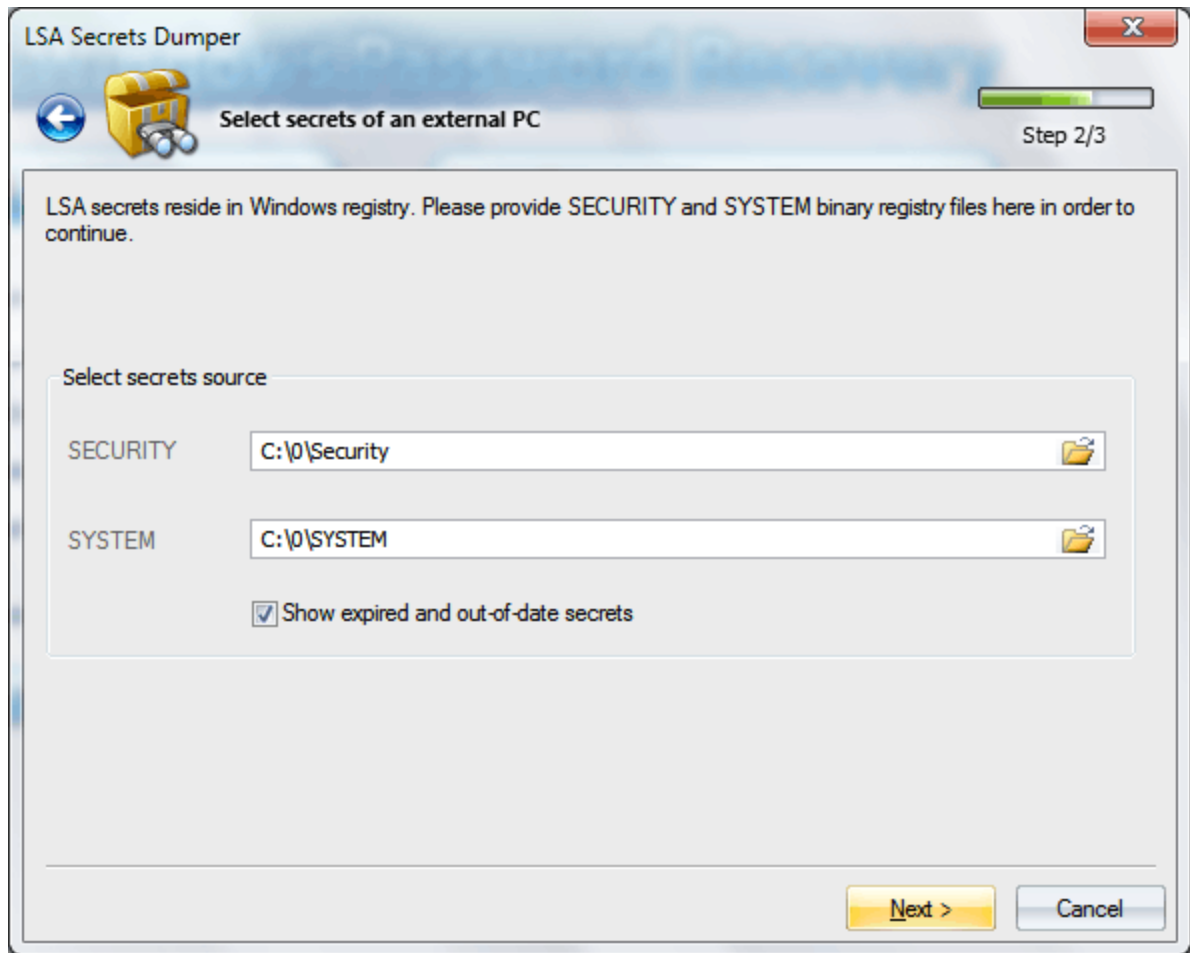 LSA Secrets Dumper
Password Recovery
Select secrets of an external PC
Step 2/3
LSA secrets reside in Windows registry. Please provide SECURITY and SYSTEM binary registry files here in order to
continue.
Select secrets source
SECURITY
C:\0\Security
SYSTEM
C:\0\SYSTEM
Show expired and out-of-date secrets
Next >
Cancel